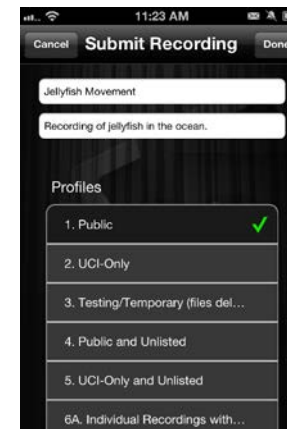 11:23 AM
Cancel Submit Recording Done
Jellyfish Movement
Recording of jellyfish in the ocean.
Profiles
1. Public
2. UCI-Only
3. Testing/Temporary (files del...
4. Public and Unlisted
5. UCI-Only and Unlisted
6A. Individual Recordings with...